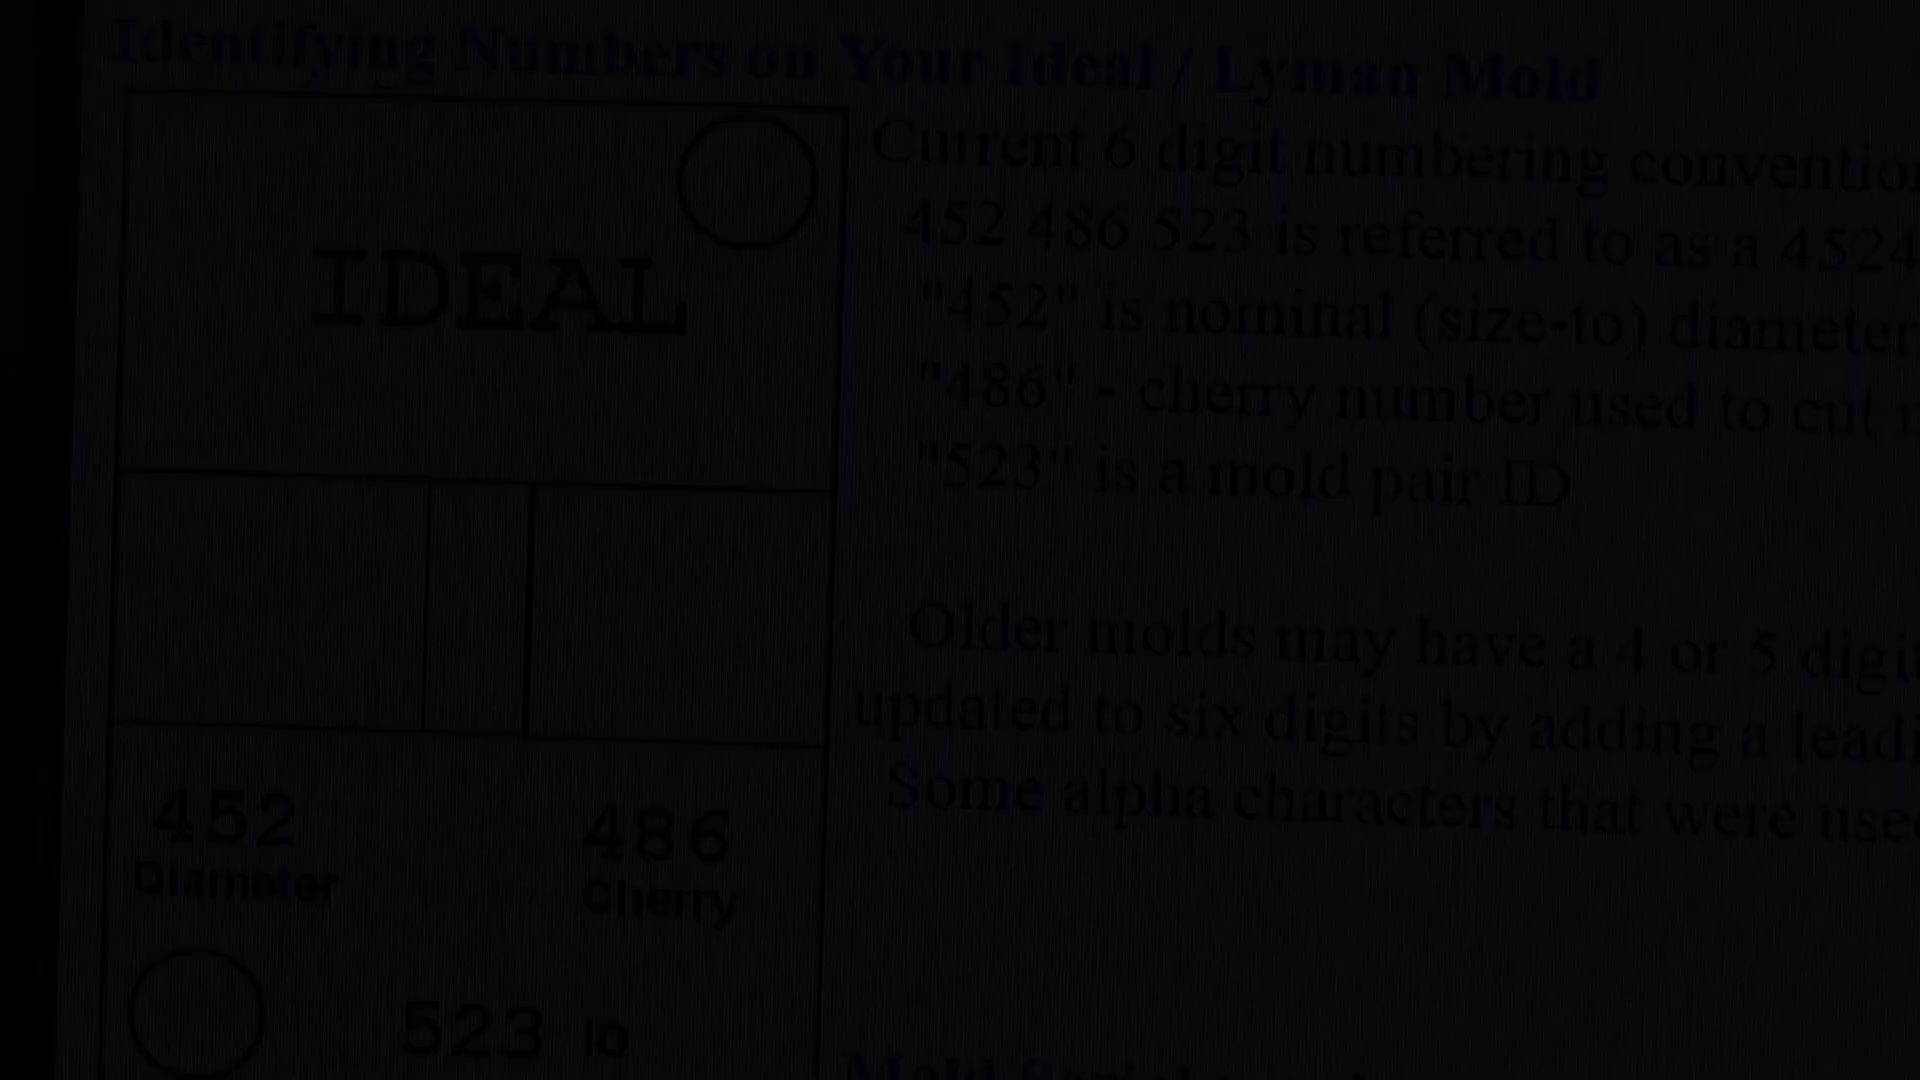 Identifying Numbers on Your Ideal / Lyman Mold
IDEAL
452
Diameter
486
Cherry
523 ID
Current 6 digit numbering
452 486 523 is referred to as a
"452" is nominal (size-to) diameter
"486" - cherry number used to cut
"523" is a mold pair ID
Older molds may have a 4 or 5
updated to six digits by adding a
Some alpha characters that were
Mold